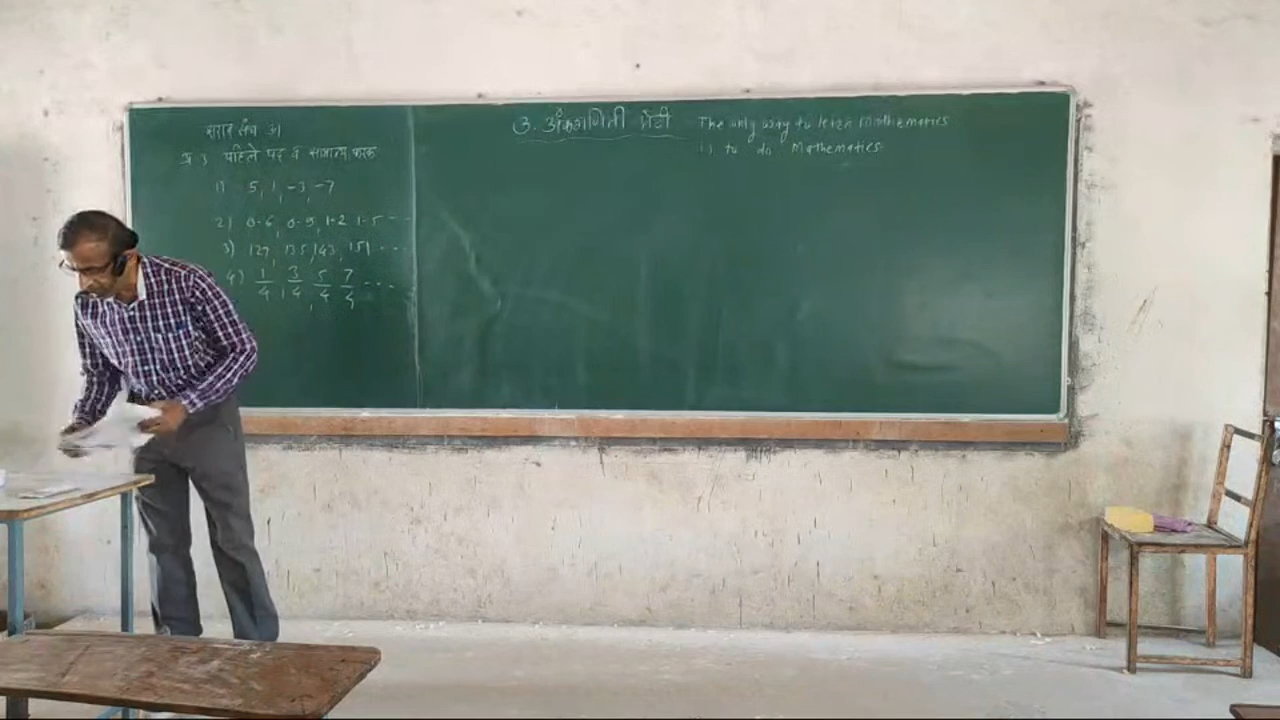 सराव संच 3.1
प्र 3 पहिले पद व सामान्य फरक
1) 5, 1, -3, -7
2) 0.6, 0.9, 1.2, 1.5 ...
3) 127, 135, 143, 151 ...
4) 1/4, 3/4, 5/4, 7/4 ...
3. अंकगणिती श्रेढी
The only way to learn mathematics
is to do mathematics.